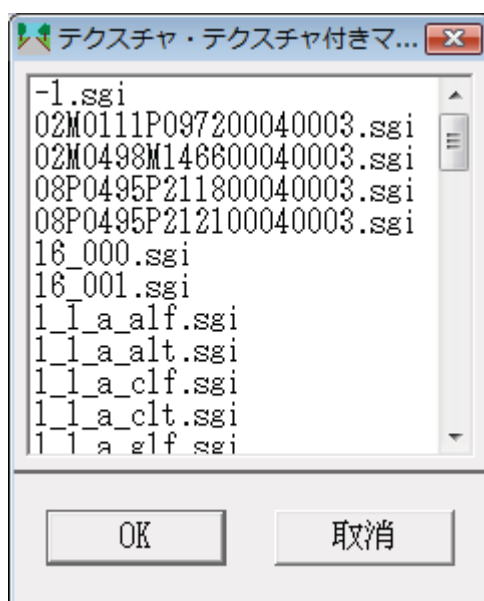 テクスチャ・テクスチャ付きマ...
-1.sgi
02M0111P097200040003.sgi
02M0498M146600040003.sgi
08P0495P211800040003.sgi
08P0495P212100040003.sgi
16_000.sgi
16_001.sgi
1_1_a_alf.sgi
1_1_a_alt.sgi
1_1_a_clf.sgi
1_1_a_clt.sgi
1_1_a_glf.sgi
OK
取消